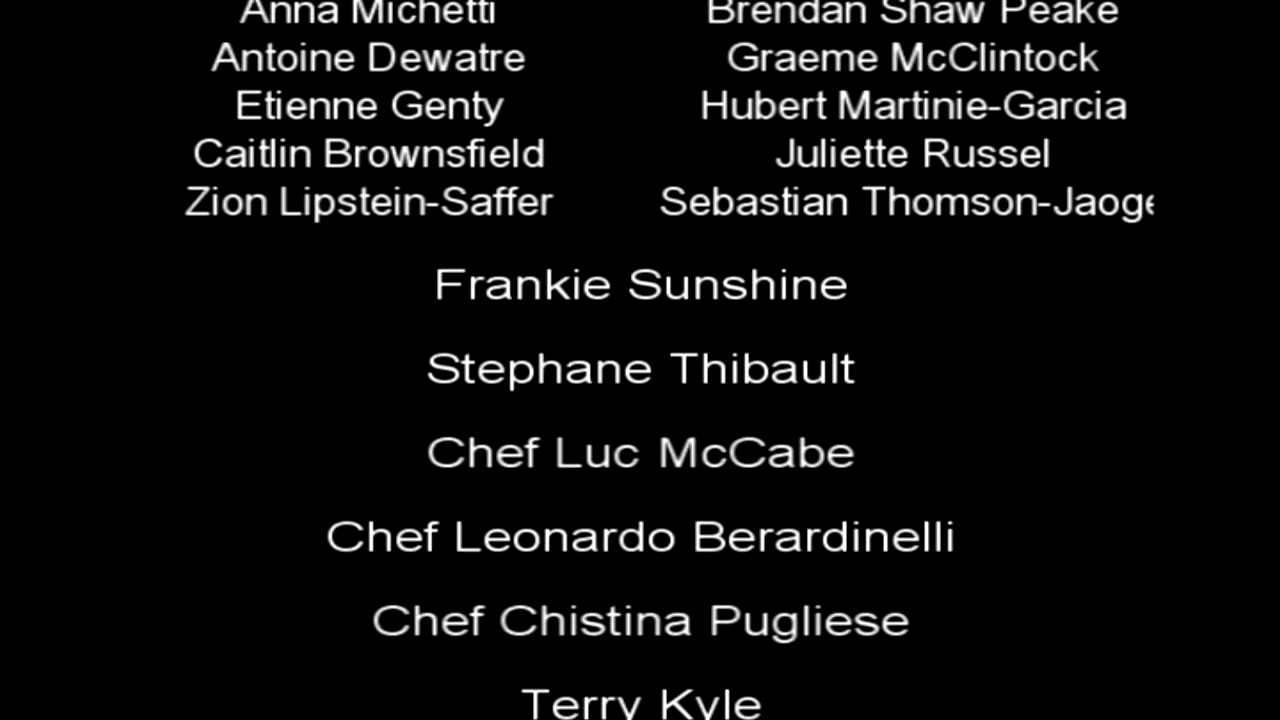 Anna Michetti Brendan Shaw Peake
Antoine Dewatre Graeme McClintock
Etienne Genty Hubert Martinie-Garcia
Caitlin Brownsfield Juliette Russel
Zion Lipstein-Saffer Sebastian Thomson-Jaoge
Frankie Sunshine
Stephane Thibault
Chef Luc McCabe
Chef Leonardo Berardinelli
Chef Chistina Pugliese
Terry Kyle